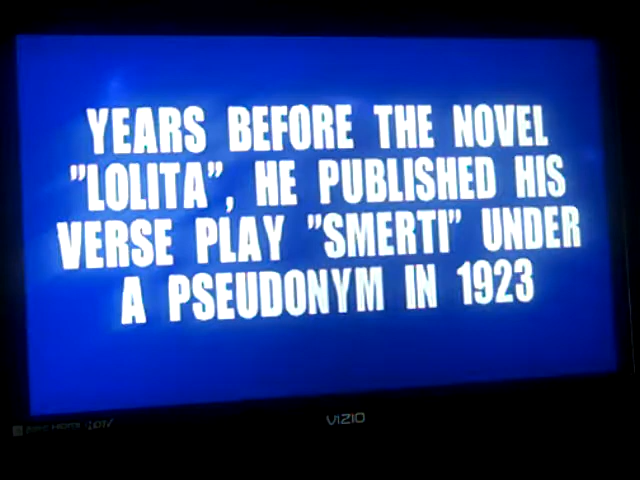 YEARS BEFORE THE NOVEL
"LOLITA", HE PUBLISHED HIS
VERSE PLAY "SMERTI" UNDER
A PSEUDONYM IN 1923
VIZIO